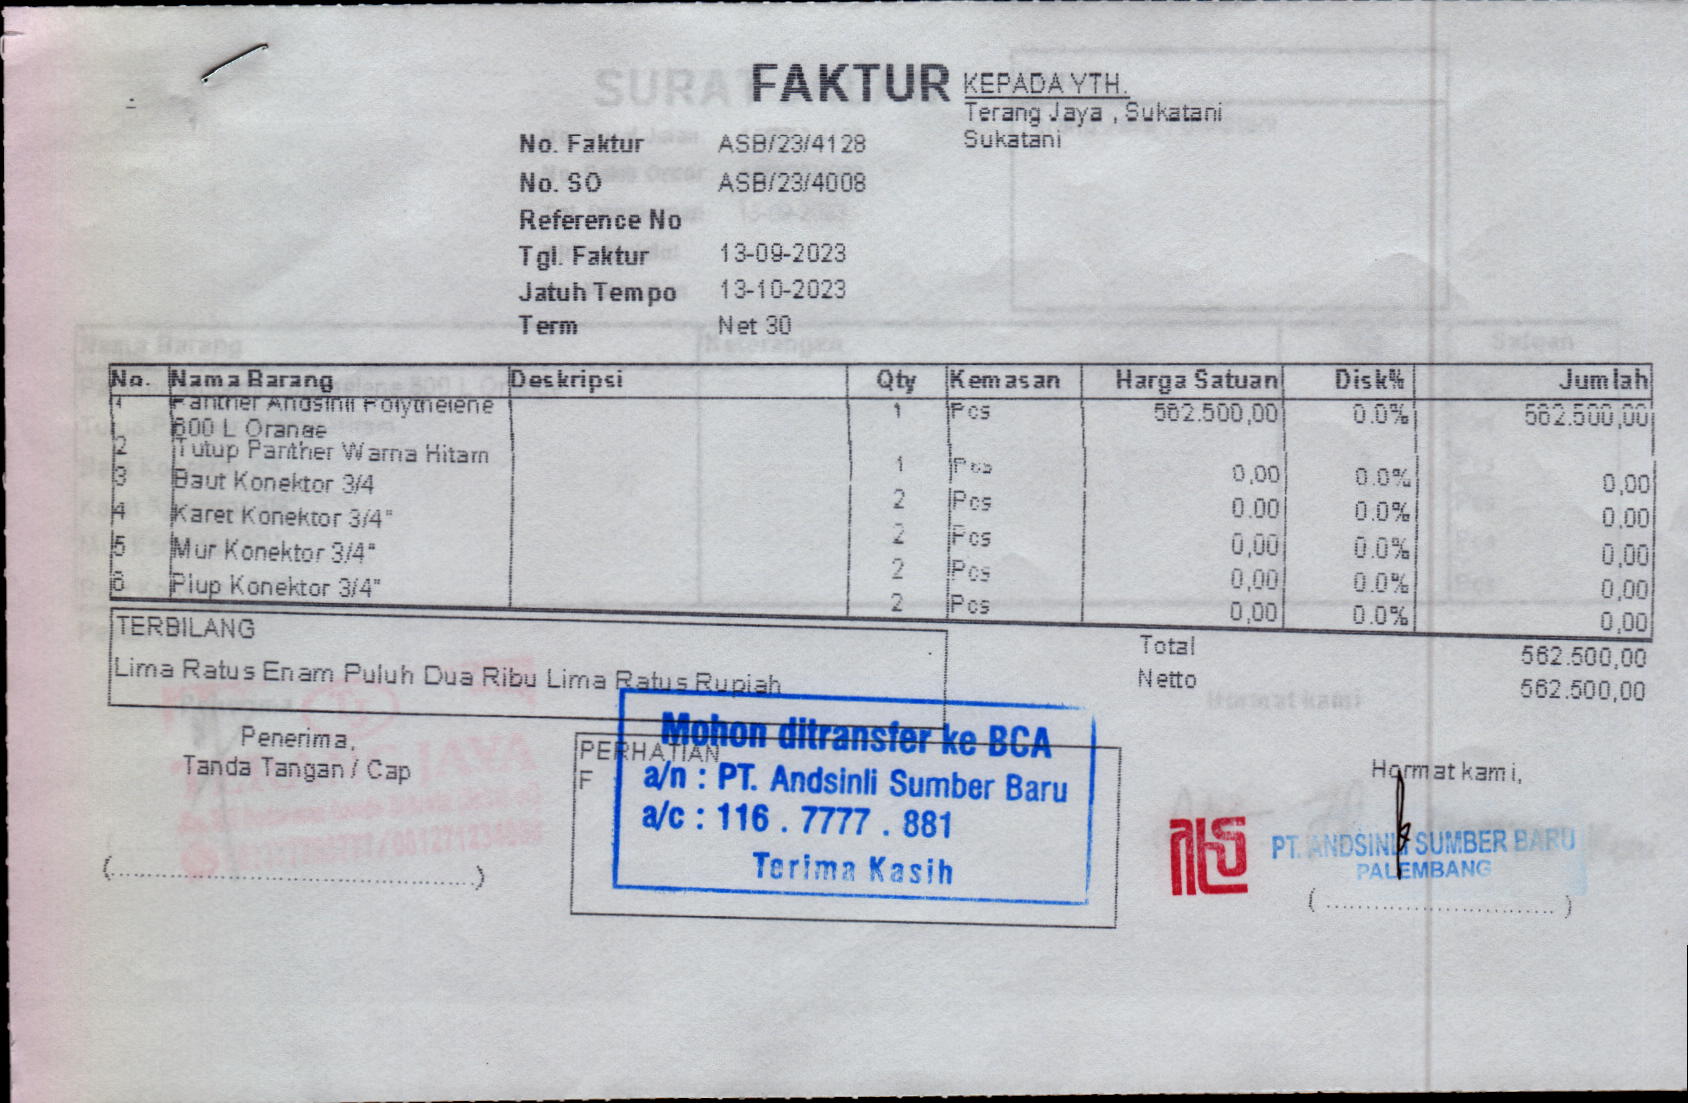 FAKTUR
KEPADA YTH.
Terang Jaya , Sukatani
Sukatani
No. Faktur ASB/23/4128
No. SO ASB/23/4008
Reference No
Tgl. Faktur 13-09-2023
Jatuh Tempo 13-10-2023
Term Net 30
No. Nama Barang Deskripsi Qty Kemasan Harga Satuan Disk% Jumlah
1 Panther Andsinli Polythelene 1 Pcs 562.500,00 0.0% 562.500,00
600 L Orange
2 Tutup Panther Warna Hitam 1 Pcs 0,00 0.0% 0,00
3 Baut Konektor 3/4 2 Pcs 0.00 0.0% 0,00
4 Karet Konektor 3/4" 2 Pcs 0,00 0.0% 0,00
5 Mur Konektor 3/4" 2 Pcs 0,00 0.0% 0,00
6 Plup Konektor 3/4" 2 Pcs 0,00 0.0% 0,00
TERBILANG
Lima Ratus Enam Puluh Dua Ribu Lima Ratus Rupiah
Total 562.500,00
Netto 562.500,00
Penerima,
Tanda Tangan / Cap
(..............................................)
PERHATIAN
F
Mohon ditransfer ke BCA
a/n : PT. Andsinli Sumber Baru
a/c : 116 . 7777 . 881
Terima Kasih
Hormat kami,
PT. ANDSINLI SUMBER BARU
PALEMBANG
( ............................. )